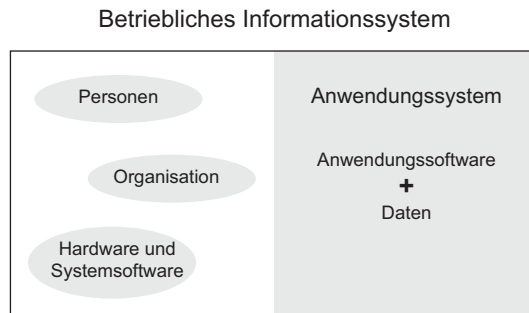 Betriebliches Informationssystem
Personen
Organisation
Hardware und
Systemsoftware
Anwendungssystem
Anwendungssoftware
+
Daten